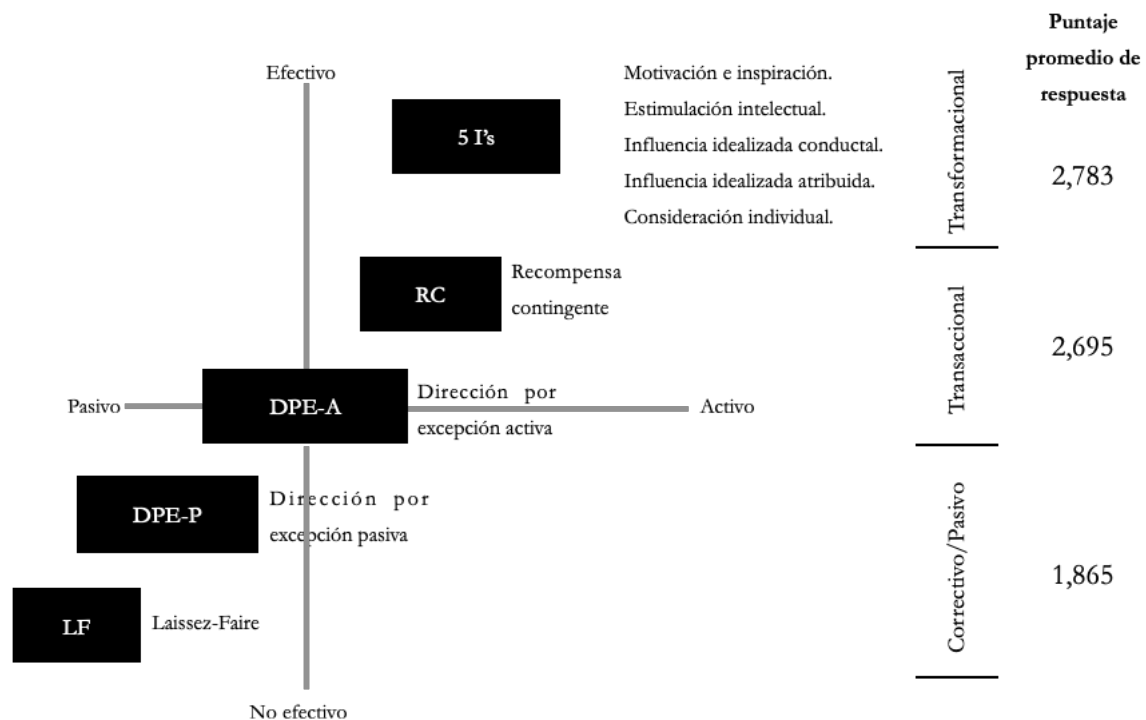 Puntaje
promedio de
respuesta
Efectivo
5 I's
Motivación e inspiración.
Estimulación intelectual.
Influencia idealizada conductal.
Influencia idealizada atribuida.
Consideración individual.
Transformacional
2,783
RC
Recompensa
contingente
Transaccional
2,695
Pasivo
DPE-A
Dirección por
excepción activa
Activo
DPE-P
Dirección por
excepción pasiva
Correctivo/Pasivo
1,865
LF
Laissez-Faire
No efectivo